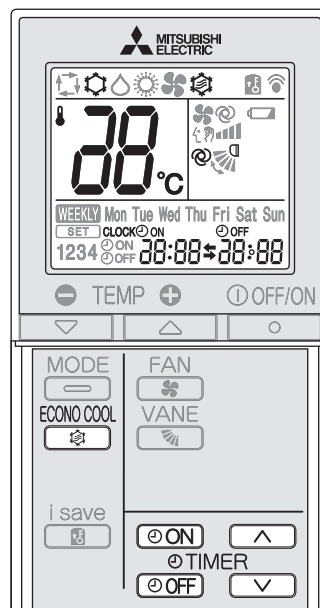 MITSUBISHI
ELECTRIC
°C
WEEKLY Mon Tue Wed Thu Fri Sat Sun
SET CLOCK ON OFF
1234 ON OFF 88:88 88:88
TEMP OFF/ON
MODE FAN
ECONO COOL VANE
i save
ON
TIMER
OFF